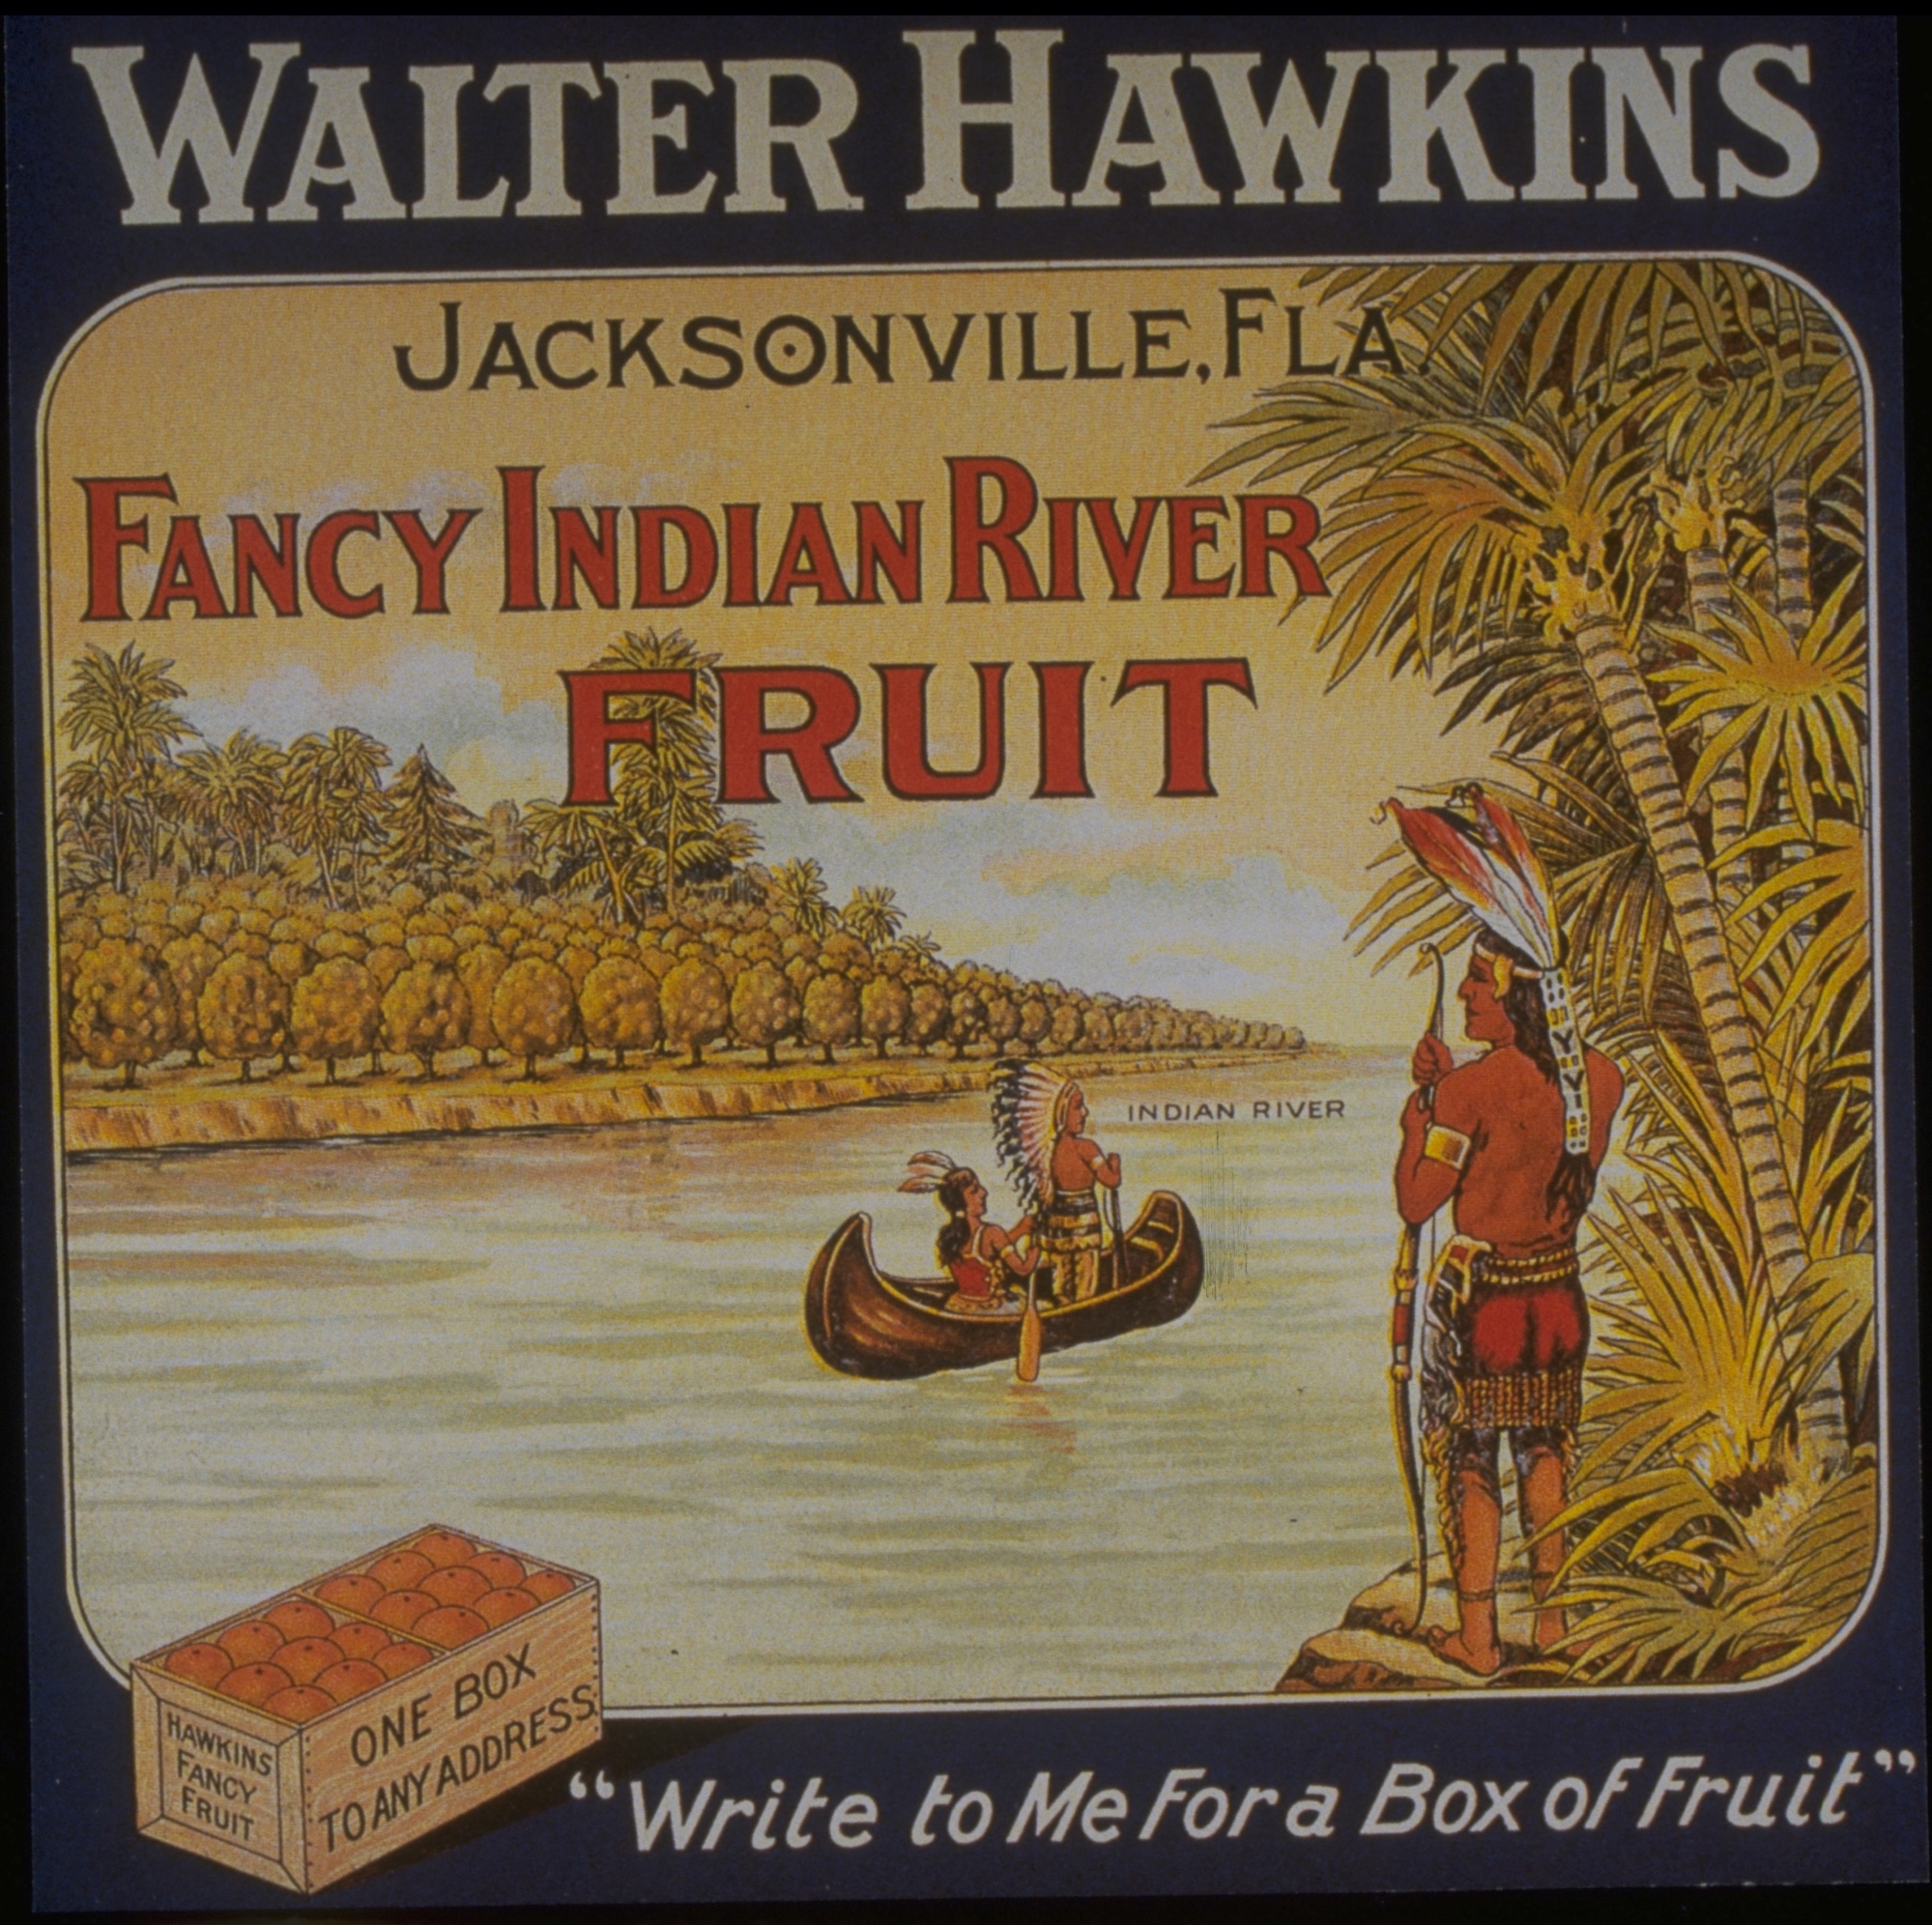 WALTER HAWKINS
JACKSONVILLE, FLA.
FANCY INDIAN RIVER
FRUIT
INDIAN RIVER
HAWKINS
FANCY
FRUIT
ONE BOX
TO ANY ADDRESS
“Write to Me For a Box of Fruit”